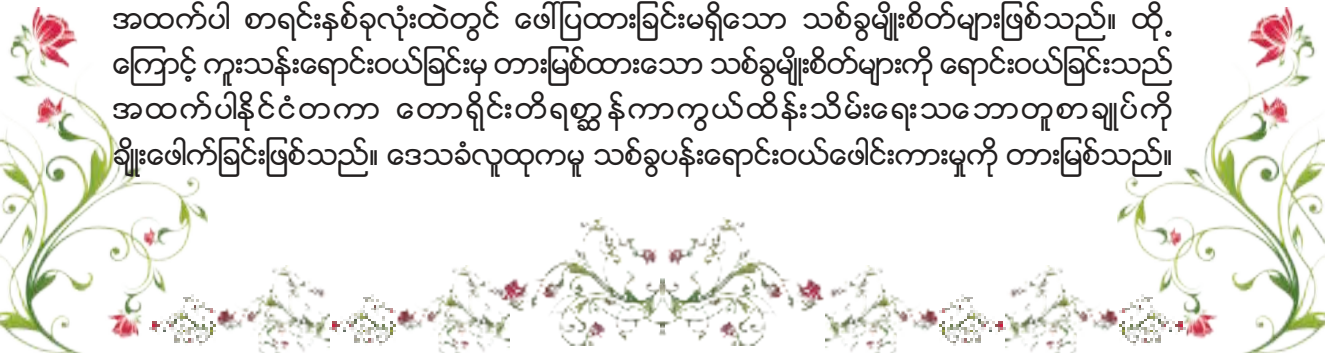 အထက်ပါ စာရင်းနှစ်ခုလုံးထဲတွင် ဖေါ်ပြထားခြင်းမရှိသော သစ်ခွမျိုးစိတ်များဖြစ်သည်။ ထို့
ကြောင့် ကူးသန်းရောင်းဝယ်ခြင်းမှ တားမြစ်ထားသော သစ်ခွမျိုးစိတ်များကို ရောင်းဝယ်ခြင်းသည်
အထက်ပါနိုင်ငံတကာ တောရိုင်းတိရစ္ဆာန်ကာကွယ်ထိန်းသိမ်းရေးသဘောတူစာချုပ်ကို
ချိုးဖေါက်ခြင်းဖြစ်သည်။ ဒေသခံလူထုကမူ သစ်ခွပန်းရောင်းဝယ်ဖေါင်းကားမှုကို တားမြစ်သည်။